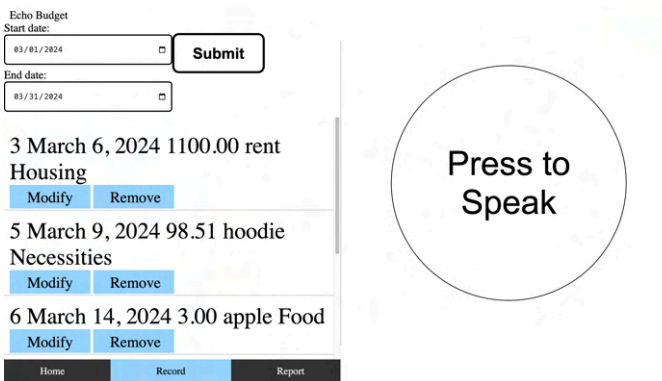 Echo Budget
Start date:
03/01/2024
Submit
End date:
03/31/2024
3 March 6, 2024 1100.00 rent
Housing
Modify Remove
5 March 9, 2024 98.51 hoodie
Necessities
Modify Remove
6 March 14, 2024 3.00 apple Food
Modify Remove
Home Record Report
Press to
Speak